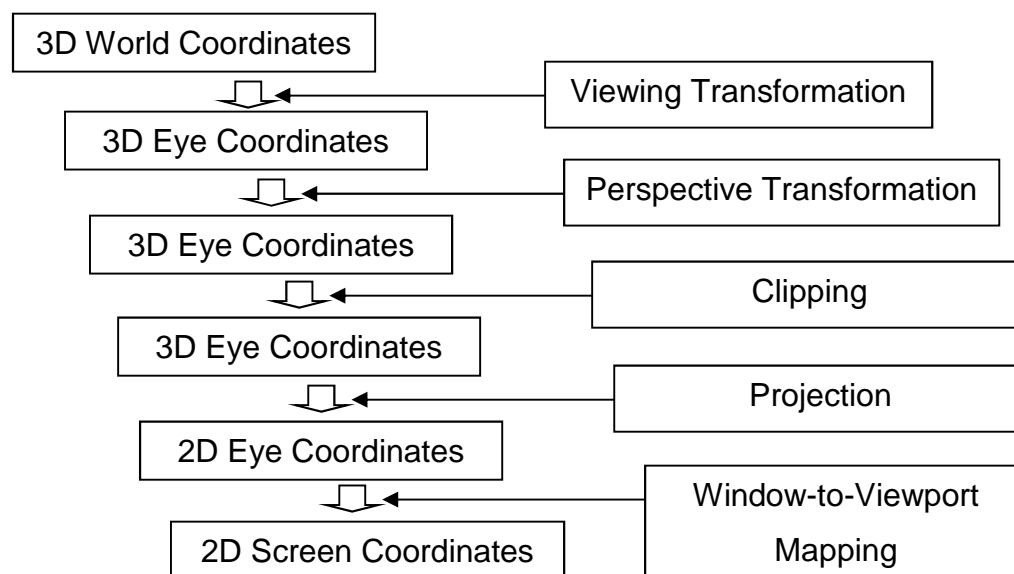 3D World Coordinates
Viewing Transformation
3D Eye Coordinates
Perspective Transformation
3D Eye Coordinates
Clipping
3D Eye Coordinates
Projection
2D Eye Coordinates
Window-to-Viewport
Mapping
2D Screen Coordinates